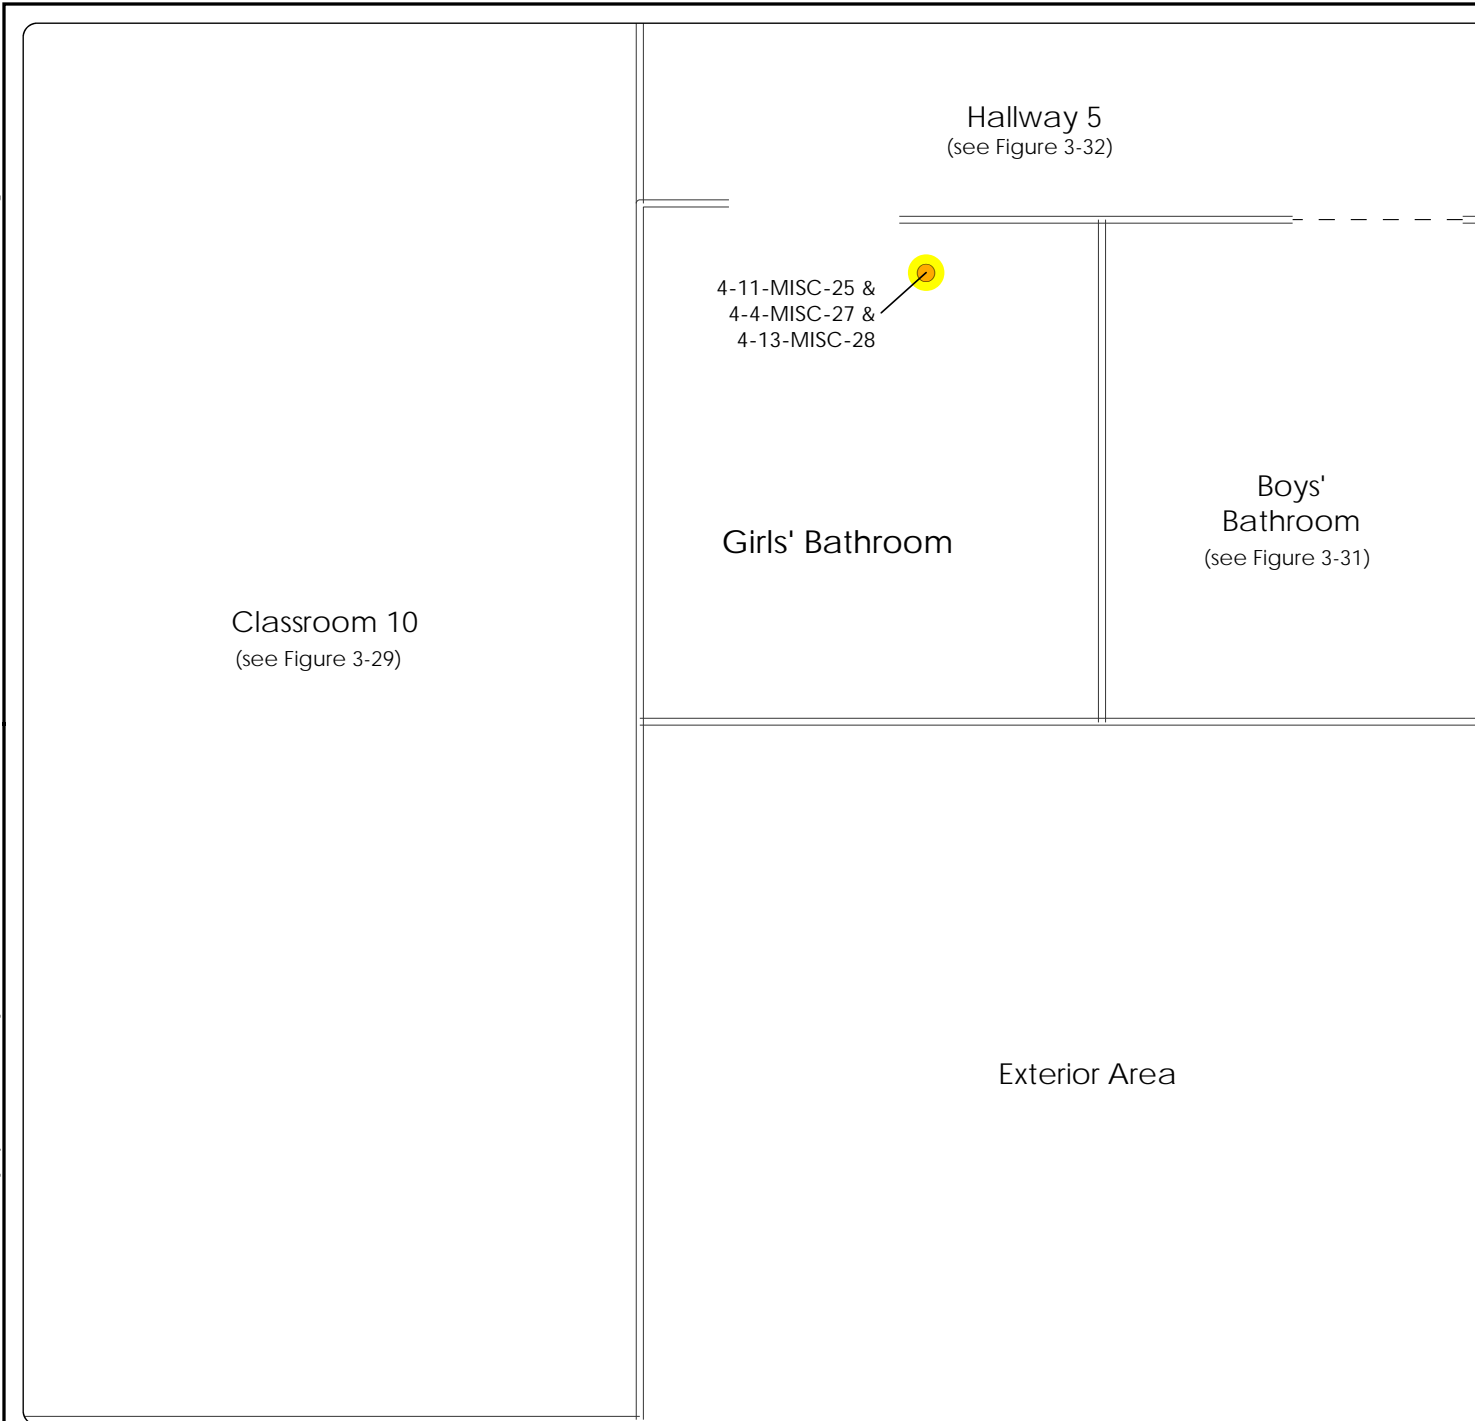 Hallway 5
(see Figure 3-32)
4-11-MISC-25 &
4-4-MISC-27 &
4-13-MISC-28
Boys'
Bathroom
(see Figure 3-31)
Girls' Bathroom
Classroom 10
(see Figure 3-29)
Exterior Area